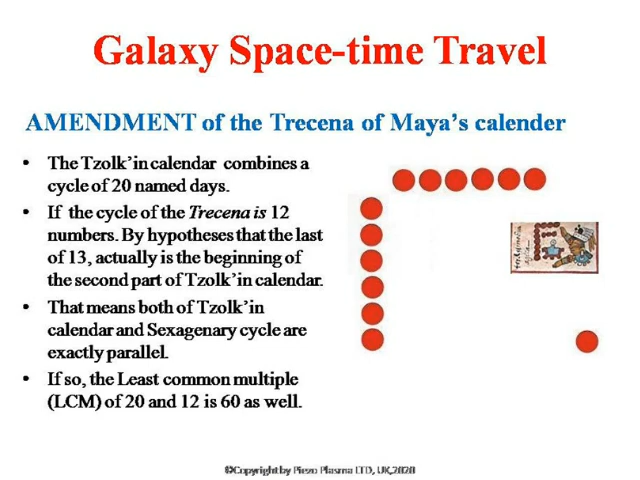 Galaxy Space-time Travel
AMENDMENT of the Trecena of Maya's calender
• The Tzolk'in calendar combines a
cycle of 20 named days.
• If the cycle of the Trecena is 12
numbers. By hypotheses that the last
of 13, actually is the beginning of
the second part of Tzolk'in calendar.
• That means both of Tzolk'in
calendar and Sexagenary cycle are
exactly parallel.
• If so, the Least common multiple
(LCM) of 20 and 12 is 60 as well.
©Copyright by Piezo Plasma LTD, UK,2020